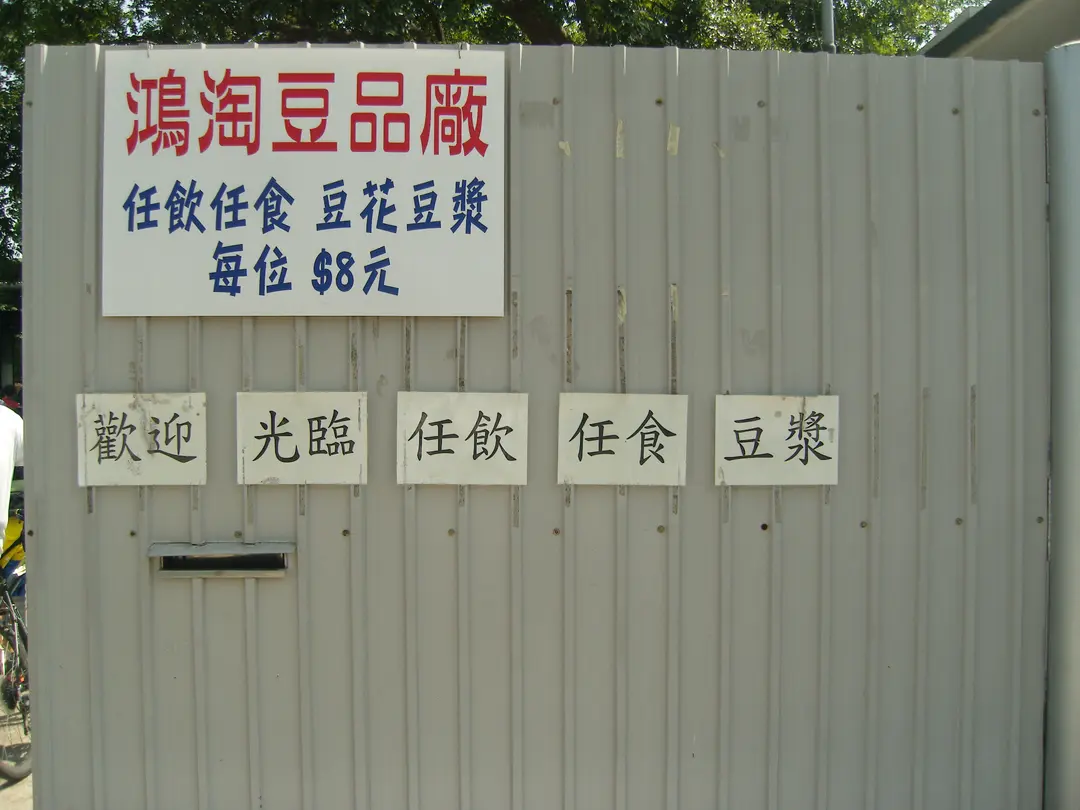 鴻淘豆品廠
任飲任食 豆花豆漿
每位 $8元
歡迎 光臨 任飲 任食 豆漿